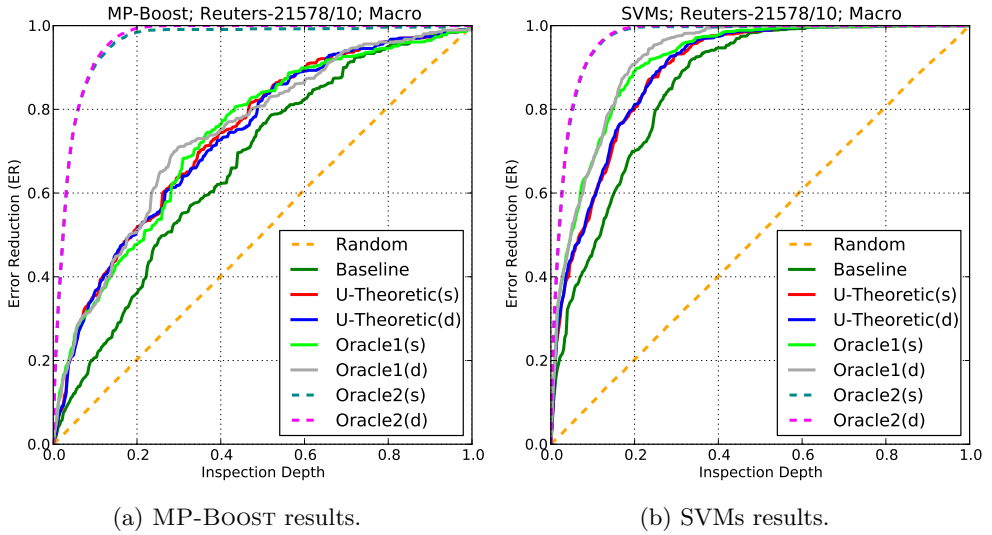 MP-Boost; Reuters-21578/10; Macro
Error Reduction (ER)
1.0
0.8
0.6
0.4
0.2
0.0
0.0 0.2 0.4 0.6 0.8 1.0
Inspection Depth
Random
Baseline
U-Theoretic(s)
U-Theoretic(d)
Oracle1(s)
Oracle1(d)
Oracle2(s)
Oracle2(d)
(a) MP-BOOST results.
SVMs; Reuters-21578/10; Macro
Error Reduction (ER)
1.0
0.8
0.6
0.4
0.2
0.0
0.0 0.2 0.4 0.6 0.8 1.0
Inspection Depth
Random
Baseline
U-Theoretic(s)
U-Theoretic(d)
Oracle1(s)
Oracle1(d)
Oracle2(s)
Oracle2(d)
(b) SVMs results.